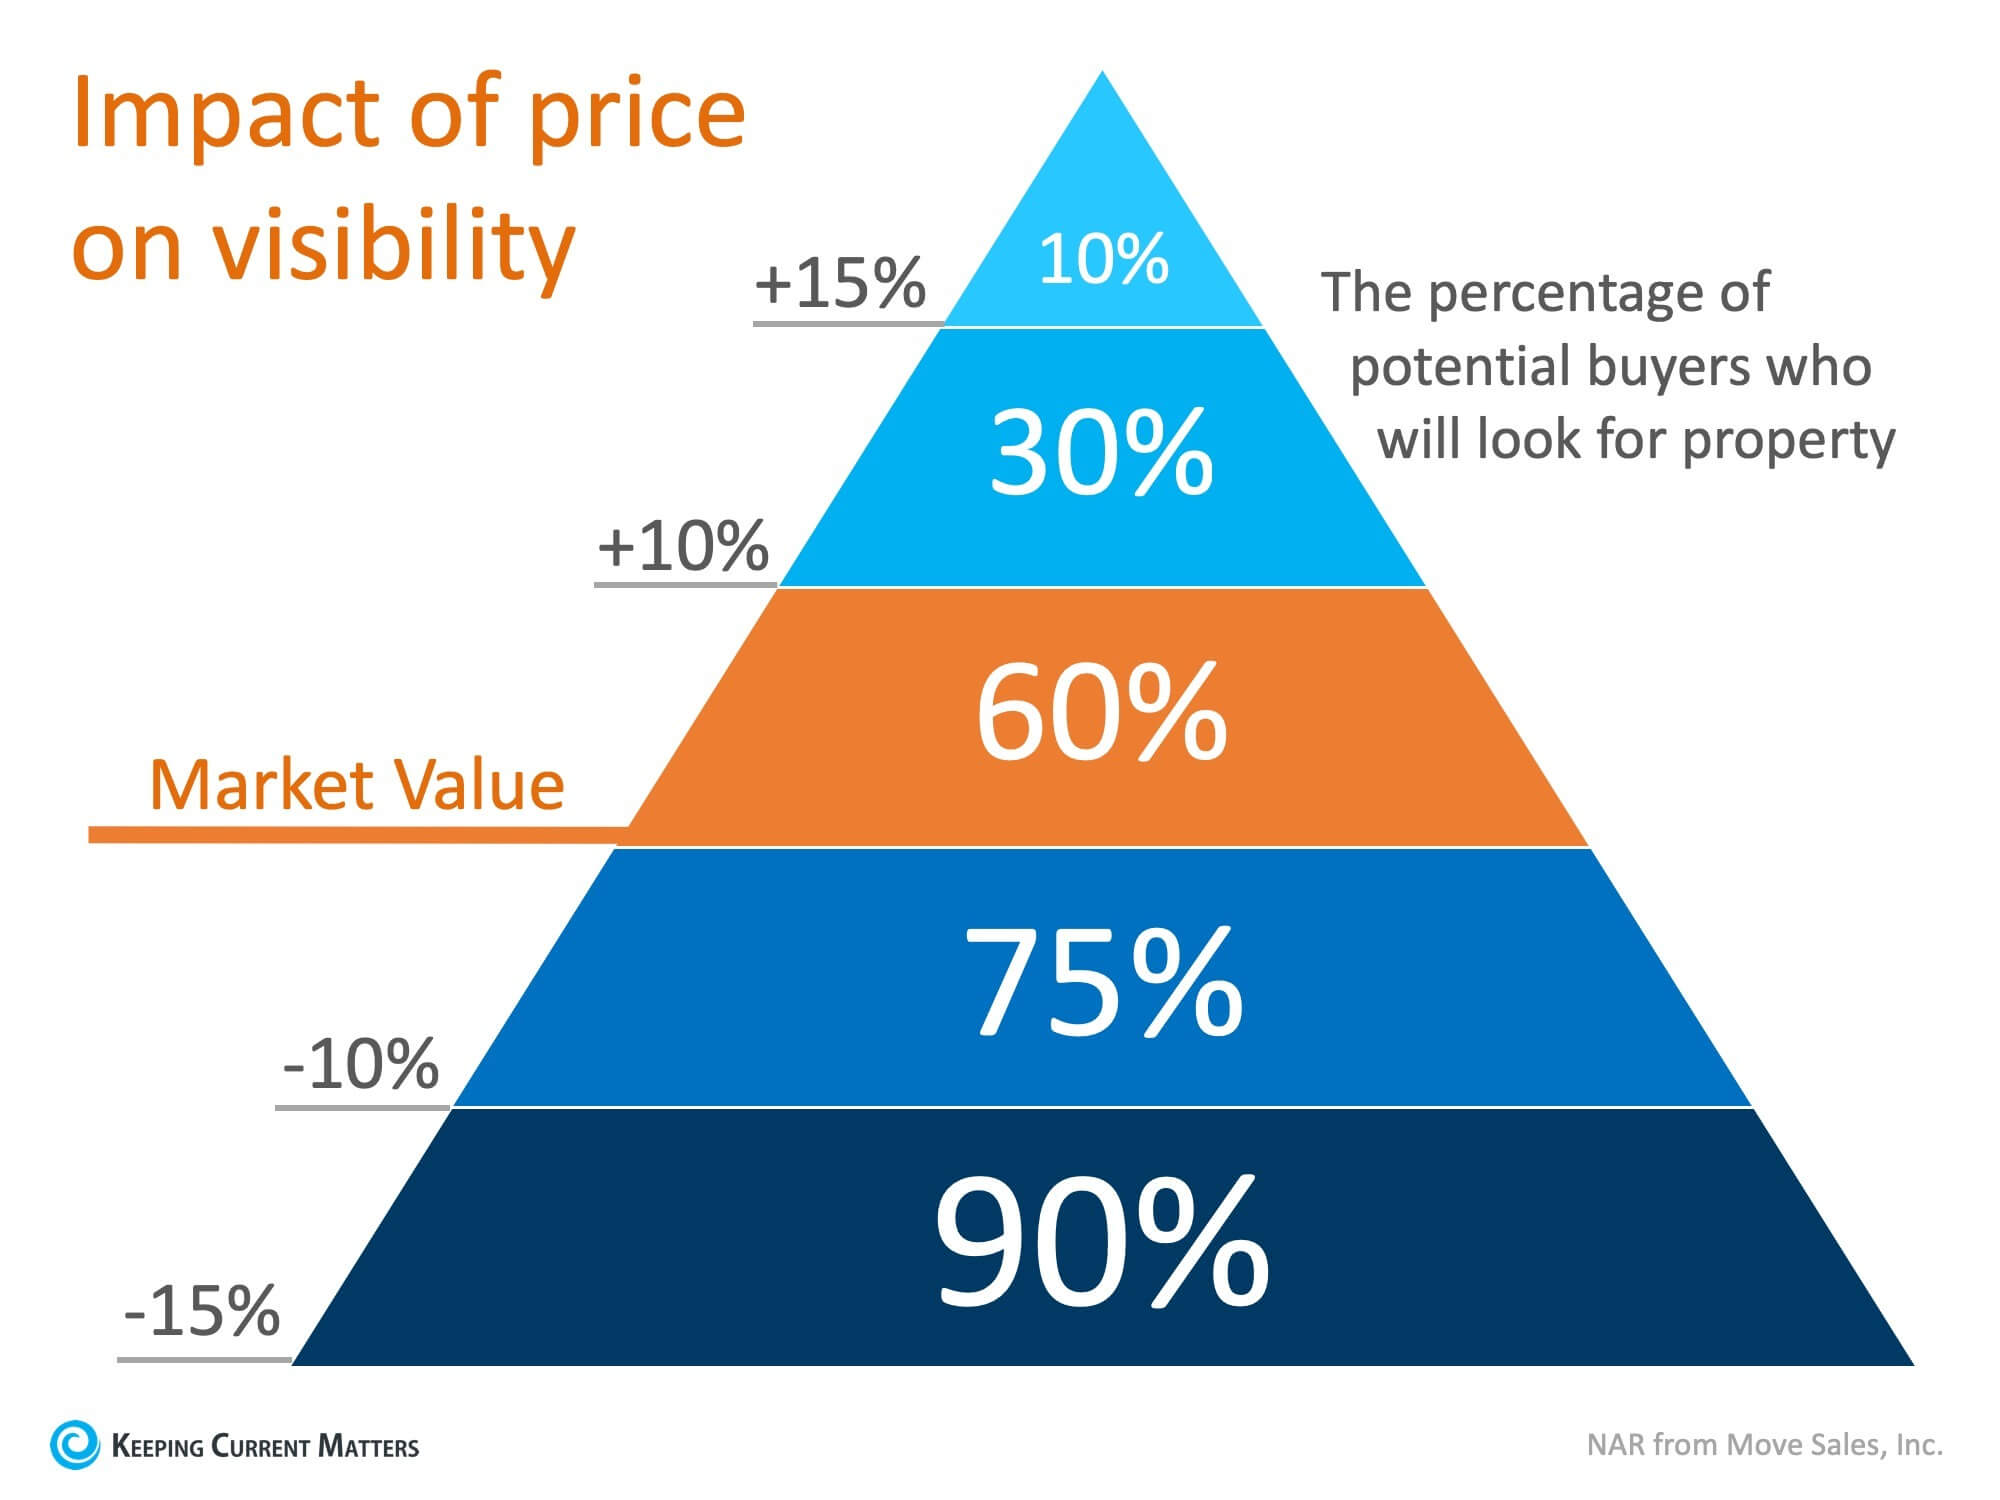 Impact of price
on visibility
+15%
10%
The percentage of
potential buyers who
will look for property
30%
+10%
60%
Market Value
75%
-10%
90%
-15%
KEEPING CURRENT MATTERS
NAR from Move Sales, Inc.